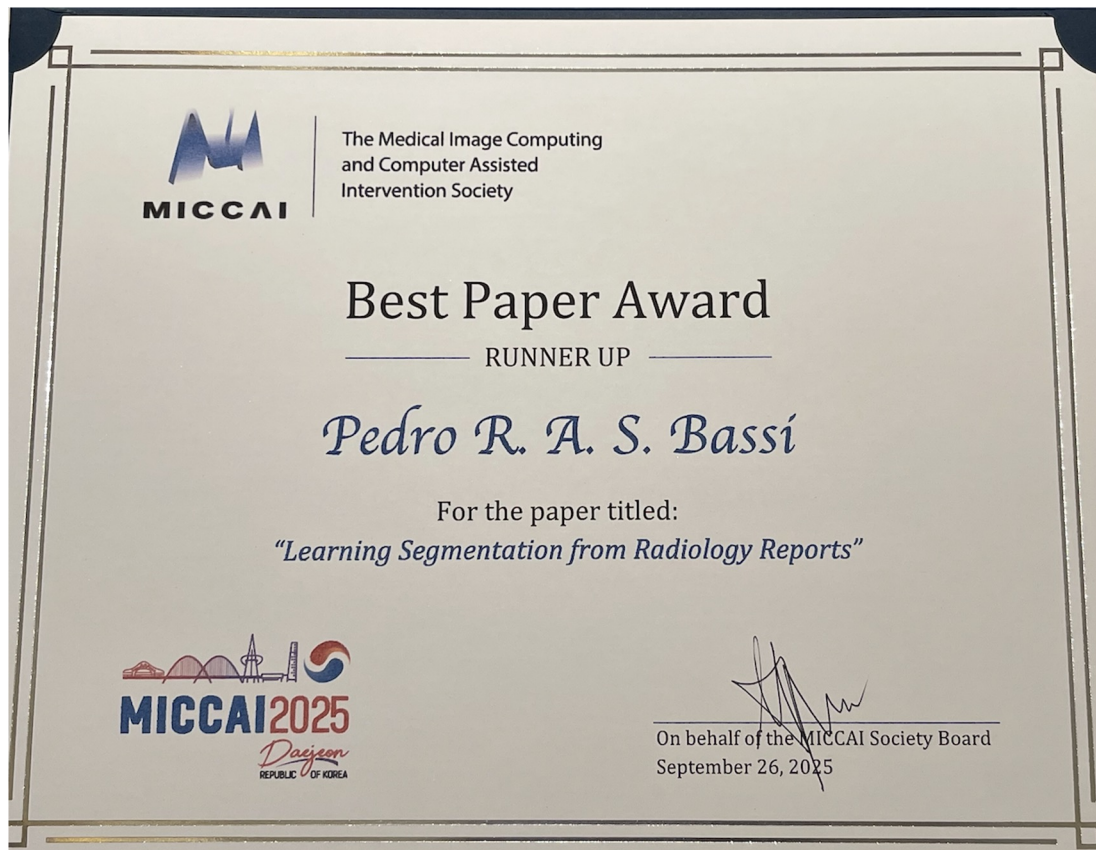 The Medical Image Computing
and Computer Assisted
Intervention Society
MICCAI
Best Paper Award
RUNNER UP
Pedro R. A. S. Bassi
For the paper titled:
“Learning Segmentation from Radiology Reports”
MICCAI2025
Daejeon
REPUBLIC OF KOREA
On behalf of the MICCAI Society Board
September 26, 2025